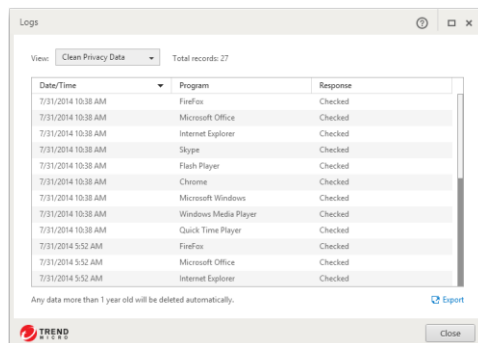 Logs
View: Clean Privacy Data Total records: 27
Date/Time Program Response
7/31/2014 10:38 AM FireFox Checked
7/31/2014 10:38 AM Microsoft Office Checked
7/31/2014 10:38 AM Internet Explorer Checked
7/31/2014 10:38 AM Skype Checked
7/31/2014 10:38 AM Flash Player Checked
7/31/2014 10:38 AM Chrome Checked
7/31/2014 10:38 AM Microsoft Windows Checked
7/31/2014 10:38 AM Windows Media Player Checked
7/31/2014 10:38 AM Quick Time Player Checked
7/31/2014 5:52 AM FireFox Checked
7/31/2014 5:52 AM Microsoft Office Checked
7/31/2014 5:52 AM Internet Explorer Checked
Any data more than 1 year old will be deleted automatically. Export
TREND
MICRO
Close